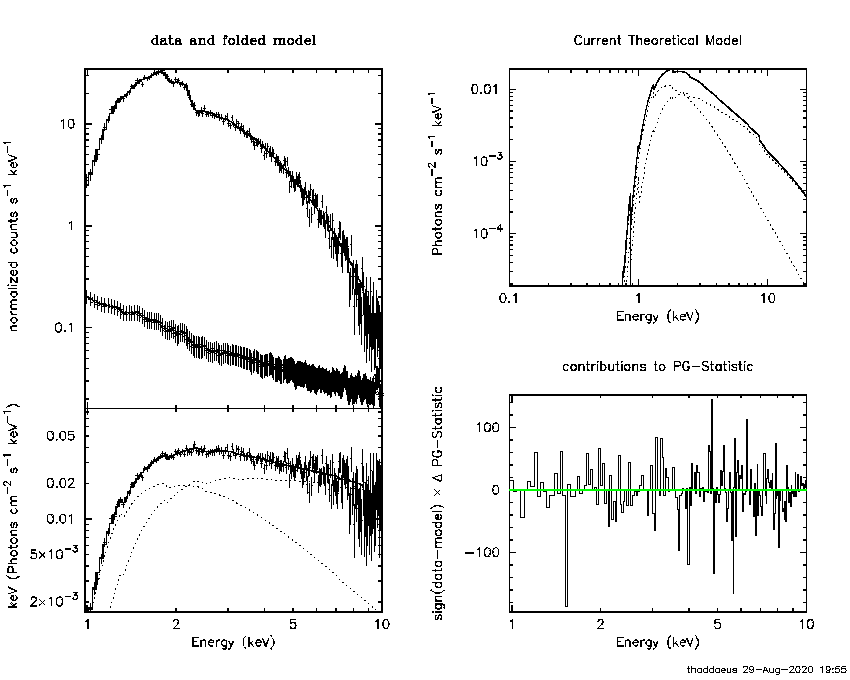 data and folded model
normalized counts s⁻¹ keV⁻¹
10
1
0.1
keV (Photons cm⁻² s⁻¹ keV⁻¹)
0.05
0.02
0.01
5×10⁻³
2×10⁻³
1 2 5 10
Energy (keV)
Current Theoretical Model
Photons cm⁻² s⁻¹ keV⁻¹
0.01
10⁻³
10⁻⁴
0.1 1 10
Energy (keV)
contributions to PG-Statistic
sign(data-model) × Δ PG-Statistic
100
0
-100
1 2 5 10
Energy (keV)
thaddaeus 29-Aug-2020 19:55